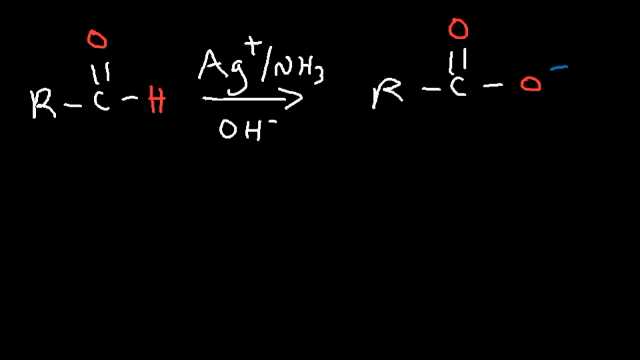 O
||
R – C – H
Ag⁺/NH₃
OH⁻
O
||
R – C – O⁻